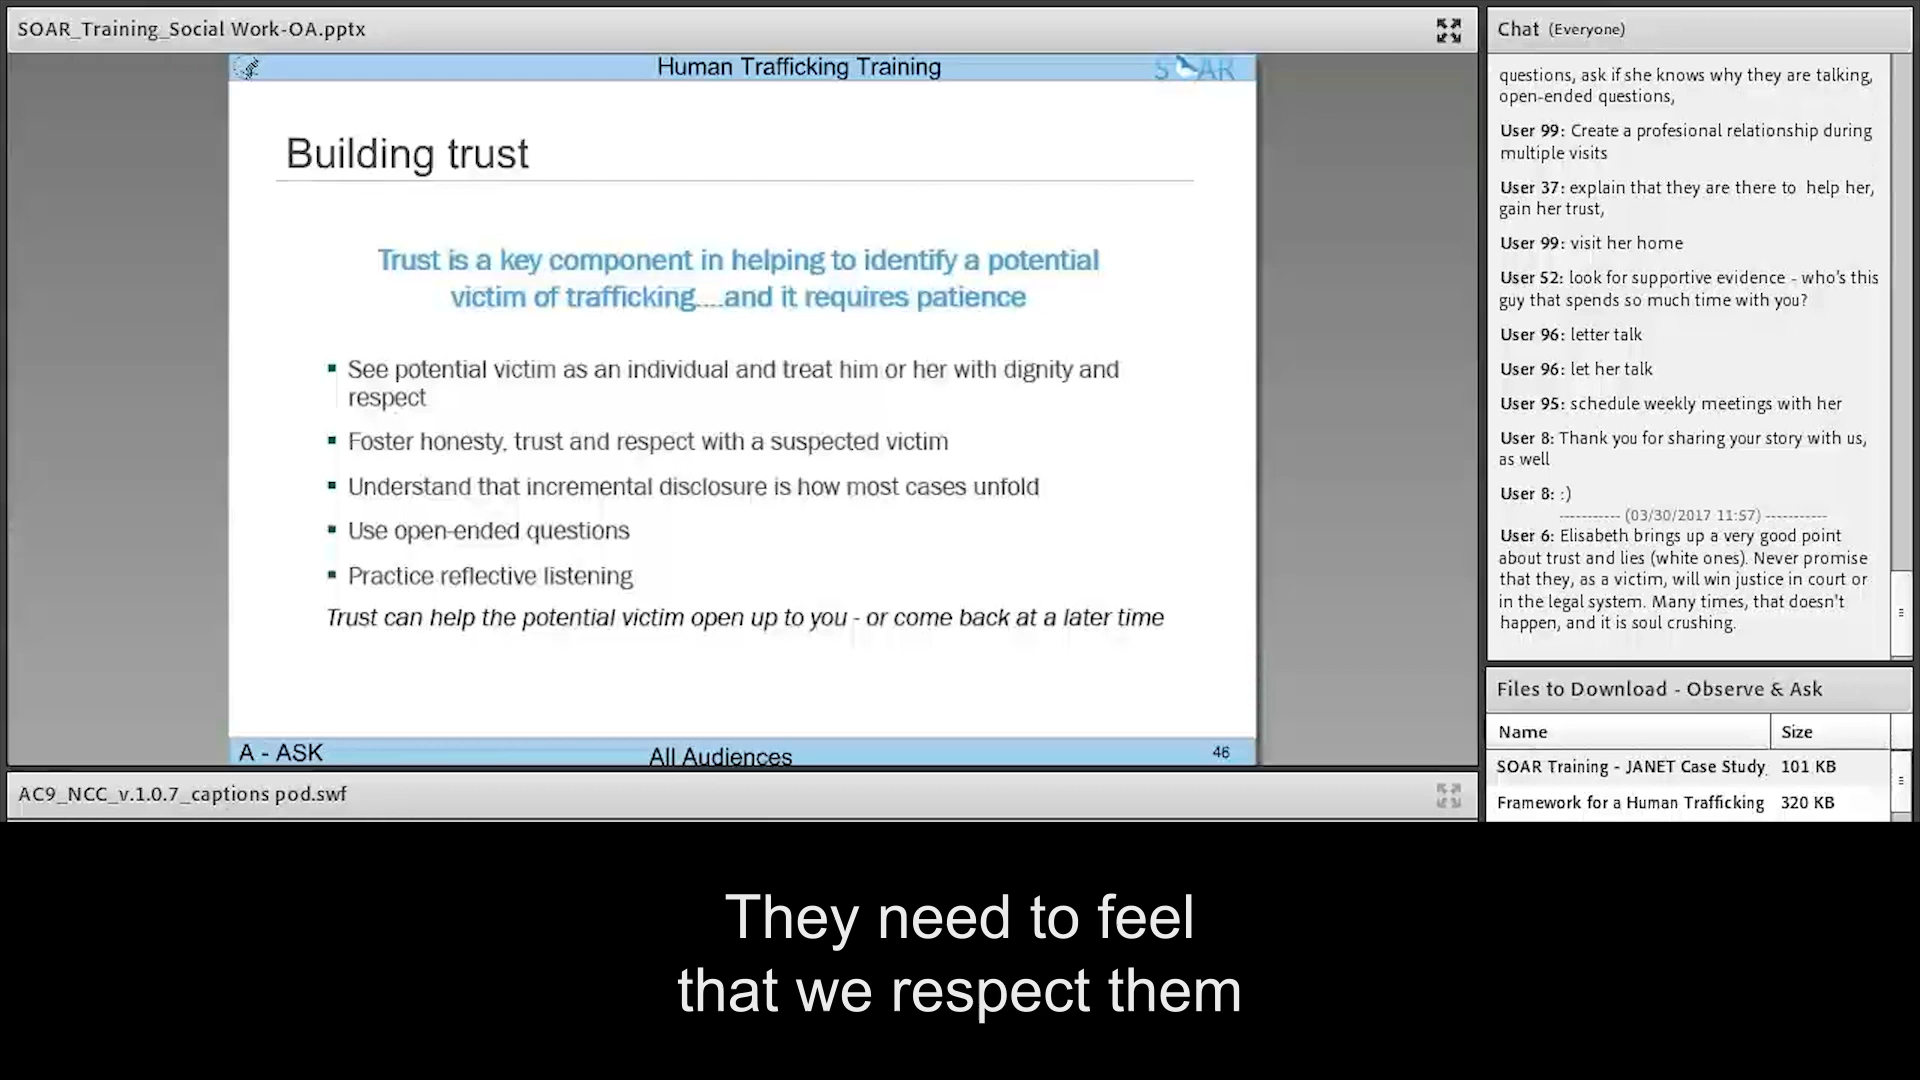 SOAR_Training_Social Work-OA.pptx
Human Trafficking Training
SOAR
Building trust
Trust is a key component in helping to identify a potential
victim of trafficking....and it requires patience
▪ See potential victim as an individual and treat him or her with dignity and
respect
▪ Foster honesty, trust and respect with a suspected victim
▪ Understand that incremental disclosure is how most cases unfold
▪ Use open-ended questions
▪ Practice reflective listening
Trust can help the potential victim open up to you - or come back at a later time
A - ASK
All Audiences
46
Chat (Everyone)
questions, ask if she knows why they are talking,
open-ended questions,
User 99: Create a profesional relationship during
multiple visits
User 37: explain that they are there to  help her,
gain her trust,
User 99: visit her home
User 52: look for supportive evidence - who's this
guy that spends so much time with you?
User 96: letter talk
User 96: let her talk
User 95: schedule weekly meetings with her
User 8: Thank you for sharing your story with us,
as well
User 8: :)
----------- (03/30/2017 11:57) -----------
User 6: Elisabeth brings up a very good point
about trust and lies (white ones). Never promise
that they, as a victim, will win justice in court or
in the legal system. Many times, that doesn't
happen, and it is soul crushing.
Files to Download - Observe & Ask
Name Size
SOAR Training - JANET Case Study 101 KB
Framework for a Human Trafficking 320 KB
AC9_NCC_v.1.0.7_captions pod.swf
They need to feel
that we respect them